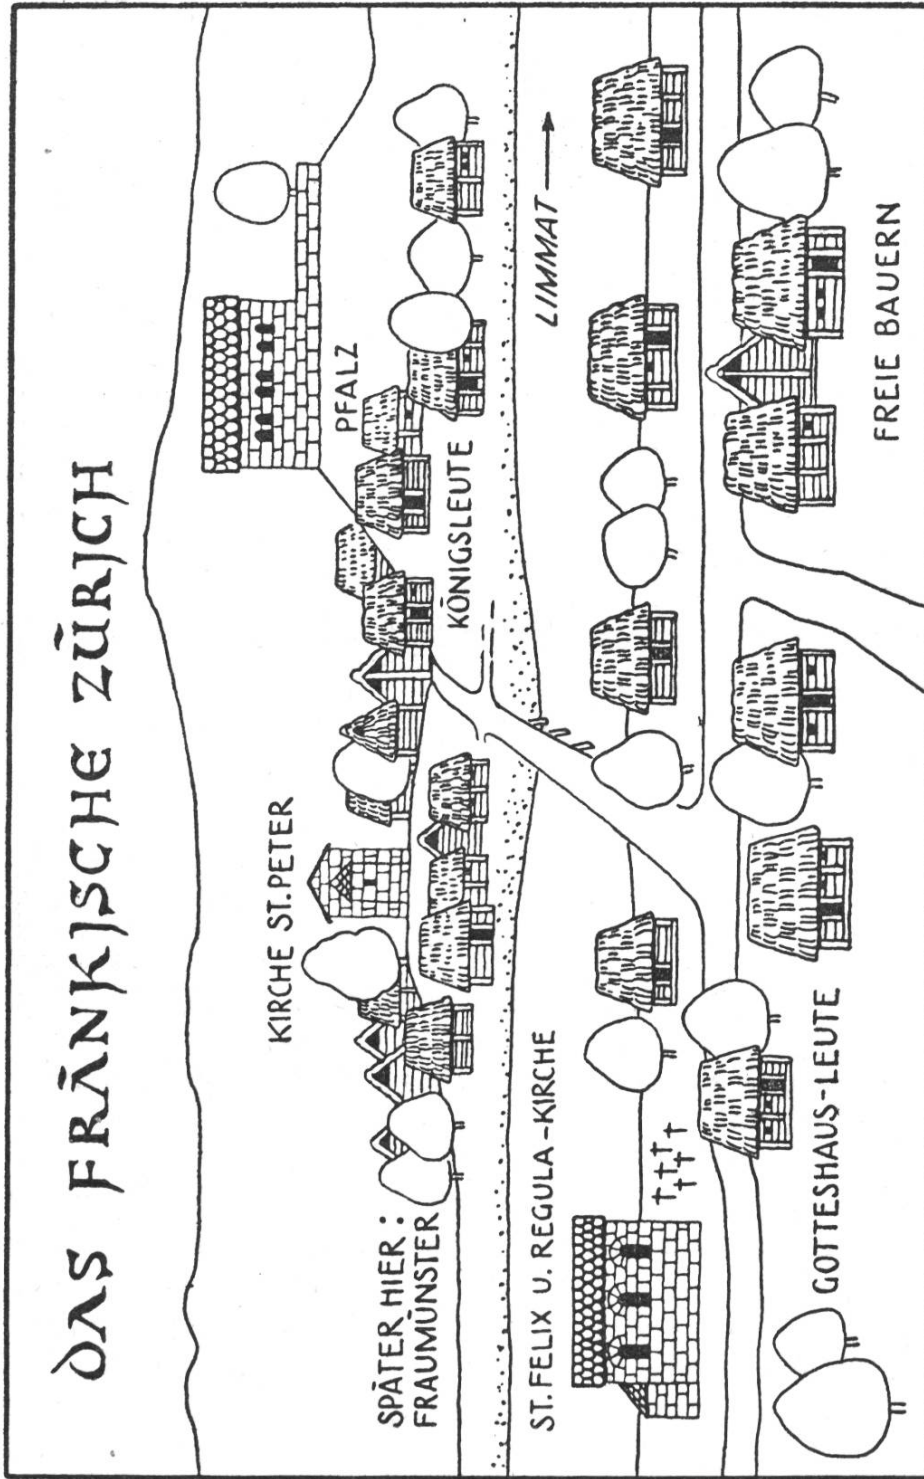 DAS FRÄNKISCHE ZÜRICH
PFALZ
KIRCHE ST. PETER
KÖNIGSLEUTE
SPÄTER HIER:
FRAUMÜNSTER
LIMMAT
ST. FELIX U. REGULA-KIRCHE
FREIE BAUERN
GOTTESHAUS-LEUTE